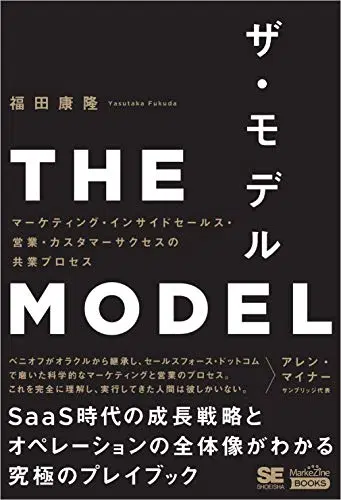 ザ・モデル
福田康隆 Yasutaka Fukuda
THE
マーケティング・インサイドセールス・
営業・カスタマーサクセスの
共業プロセス
MODEL
ベニオフがオラクルから継承し、セールスフォース・ドットコム
で磨いた科学的なマーケティングと営業のプロセス。
これを完全に理解し、実行してきた人間は彼しかいない。
アレン・
マイナー
サンブリッジ代表
SaaS時代の成長戦略と
オペレーションの全体像がわかる
究極のプレイブック
SE
SHOEISHA
MarkeZine
BOOKS